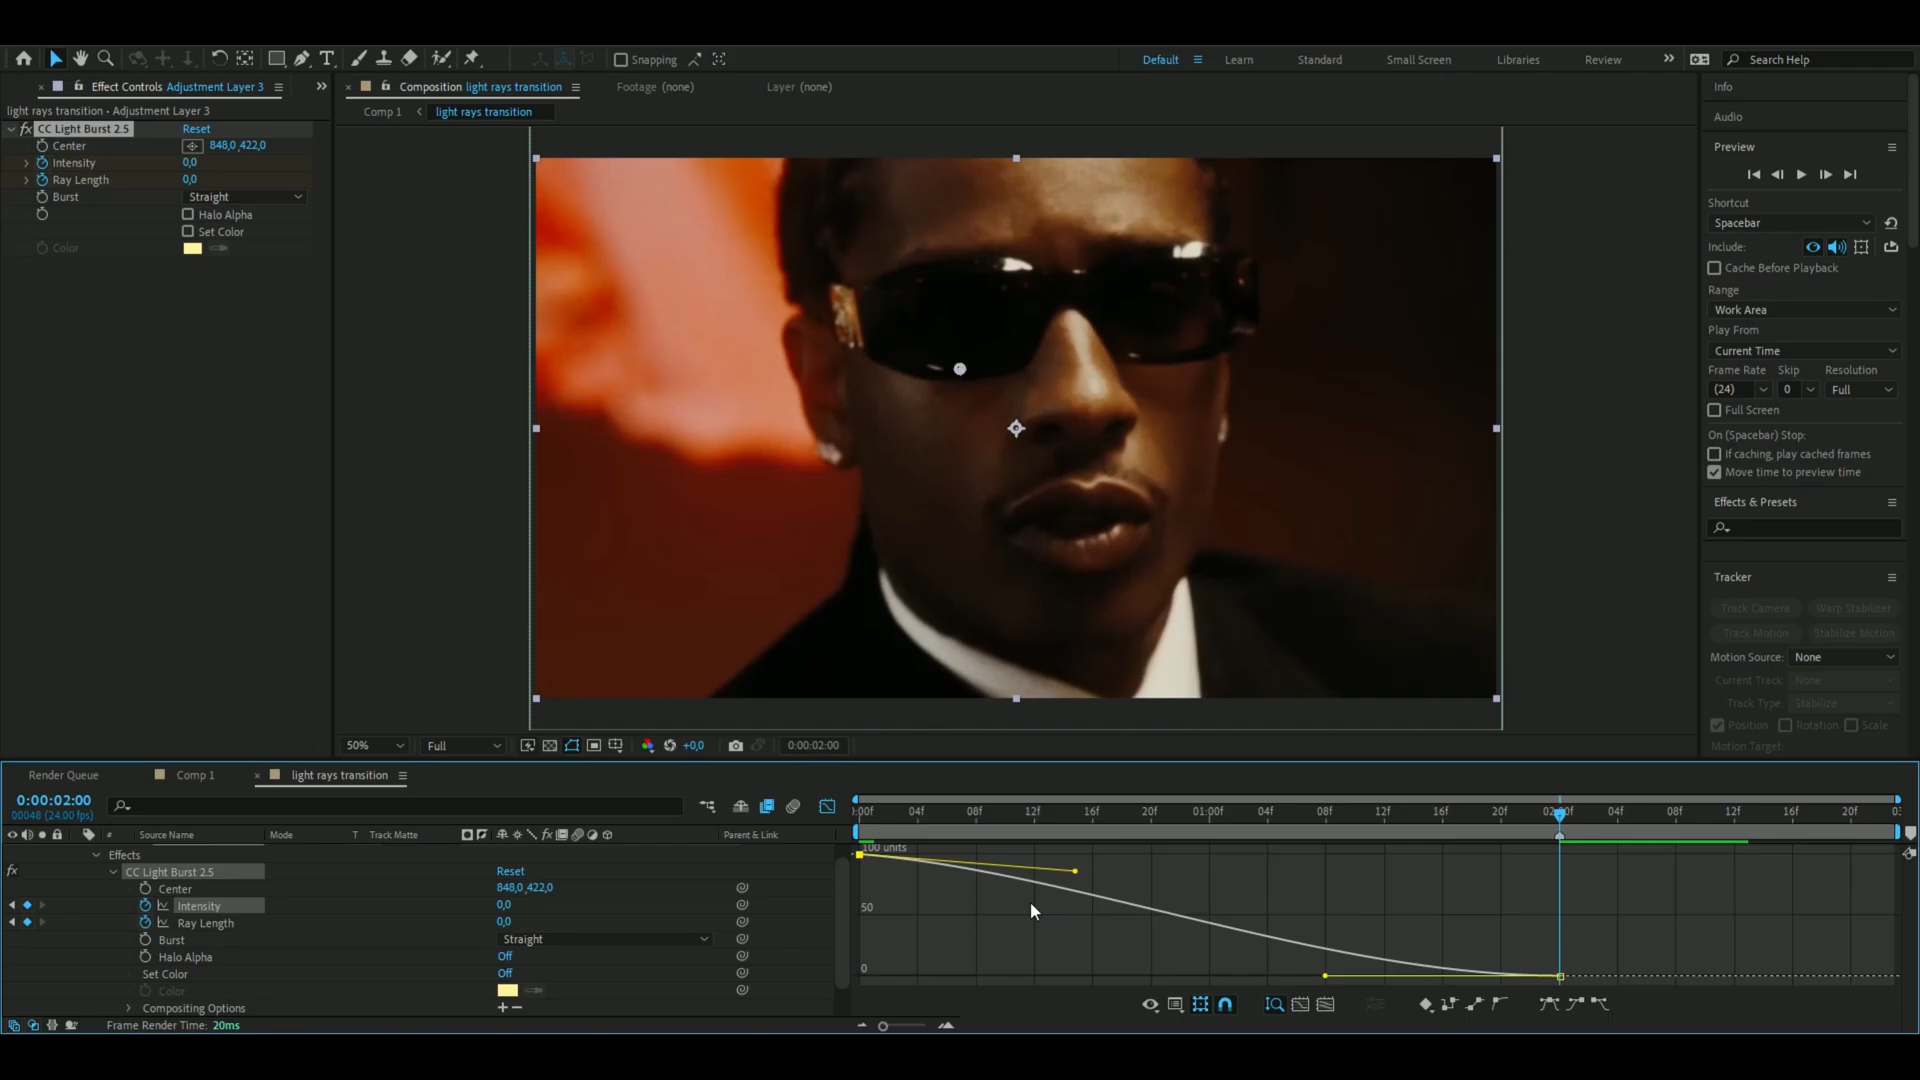 Snapping
Default
Learn
Standard
Small Screen
Libraries
Review
Search Help
Effect Controls Adjustment Layer 3
Composition light rays transition
Footage (none)
Layer (none)
Info
light rays transition • Adjustment Layer 3
Comp 1
light rays transition
Audio
fx CC Light Burst 2.5 Reset
Center 848,0 ,422,0
Intensity 0,0
Ray Length 0,0
Burst Straight
Halo Alpha
Set Color
Color
Preview
Shortcut
Spacebar
Include:
Cache Before Playback
Range
Work Area
Play From
Current Time
Frame Rate Skip Resolution
(24) 0 Full
Full Screen
On (Spacebar) Stop:
If caching, play cached frames
Move time to preview time
Effects & Presets
Tracker
Track Camera Warp Stabilizer
Track Motion Stabilize Motion
Motion Source: None
Current Track: None
Track Type: Stabilize
Position Rotation Scale
Motion Target:
50% Full +0,0 0:00:02:00
Render Queue Comp 1 light rays transition
0:00:02:00
00048 (24.00 fps)
:00f 04f 08f 12f 16f 20f 01:00f 04f 08f 12f 16f 20f 04f 08f 12f 16f 20f
# Source Name Mode T Track Matte Parent & Link
Effects
100 units
fx CC Light Burst 2.5 Reset
Center 848,0 ,422,0
Intensity 0,0
50
Ray Length 0,0
Burst Straight
Halo Alpha Off
Set Color Off
0
Color
Compositing Options + −
Frame Render Time: 20ms